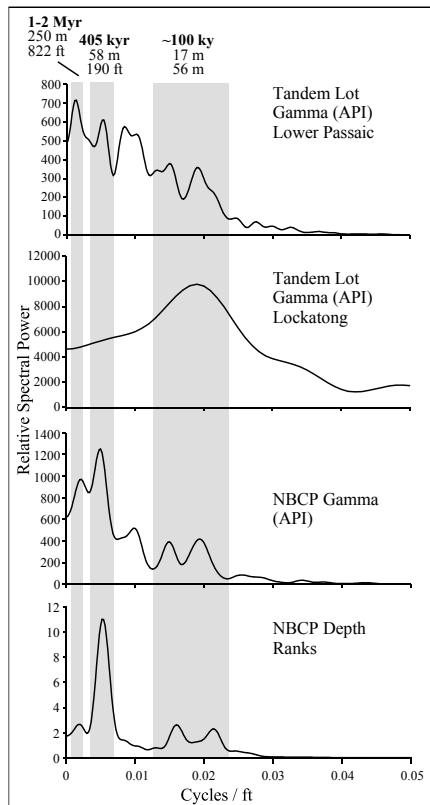 1-2 Myr
250 m
822 ft
405 kyr
58 m
190 ft
~100 ky
17 m
56 m
Relative Spectral Power
800
700
600
500
400
300
200
100
0
Tandem Lot
Gamma (API)
Lower Passaic
12000
10000
8000
6000
4000
2000
0
Tandem Lot
Gamma (API)
Lockatong
1400
1200
1000
800
600
400
200
0
NBCP Gamma
(API)
12
10
8
6
4
2
0
NBCP Depth
Ranks
0 0.01 0.02 0.03 0.04 0.05
Cycles / ft